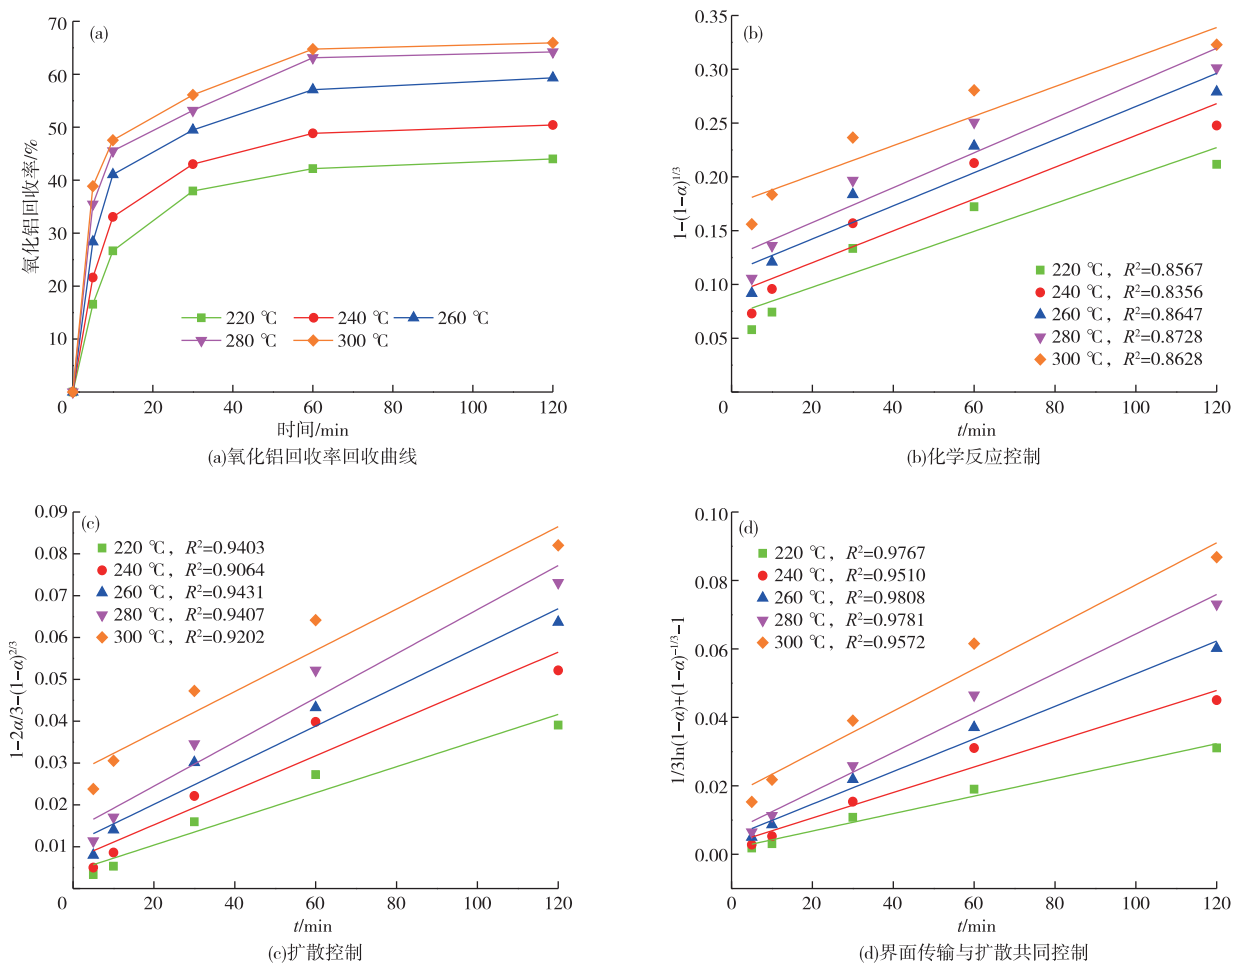 70
60
50
40
30
20
10
(a)
氧化铝回收率/%
220 ℃ 240 ℃ 260 ℃
280 ℃ 300 ℃
0 20 40 60 80 100 120
时间/min
(a)氧化铝回收率回收曲线
0.35
0.30
0.25
0.20
0.15
0.10
0.05
(b)
1−(1−α)^1/3
220 ℃, R²=0.8567
240 ℃, R²=0.8356
260 ℃, R²=0.8647
280 ℃, R²=0.8728
300 ℃, R²=0.8628
0 20 40 60 80 100 120
t/min
(b)化学反应控制
0.09
0.08
0.07
0.06
0.05
0.04
0.03
0.02
0.01
(c)
1−2α/3−(1−α)^2/3
220 ℃, R²=0.9403
240 ℃, R²=0.9064
260 ℃, R²=0.9431
280 ℃, R²=0.9407
300 ℃, R²=0.9202
0 20 40 60 80 100 120
t/min
(c)扩散控制
0.10
0.08
0.06
0.04
0.02
0.00
(d)
1/3ln(1−α)+(1−α)^−1/3−1
220 ℃, R²=0.9767
240 ℃, R²=0.9510
260 ℃, R²=0.9808
280 ℃, R²=0.9781
300 ℃, R²=0.9572
0 20 40 60 80 100 120
t/min
(d)界面传输与扩散共同控制